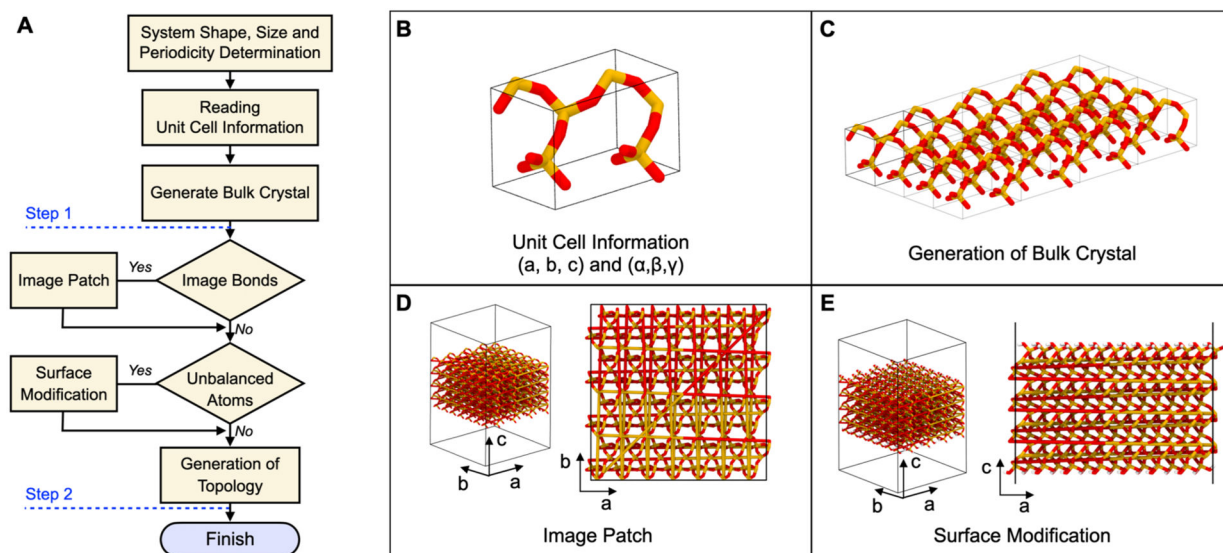 A
System Shape, Size and
Periodicity Determination
Reading
Unit Cell Information
Generate Bulk Crystal
Step 1
Image Patch
Yes
Image Bonds
No
Surface
Modification
Yes
Unbalanced
Atoms
No
Generation of
Topology
Step 2
Finish
B
Unit Cell Information
(a, b, c) and (α,β,γ)
C
Generation of Bulk Crystal
D
c
b
a
b
a
Image Patch
E
c
b
a
c
a
Surface Modification